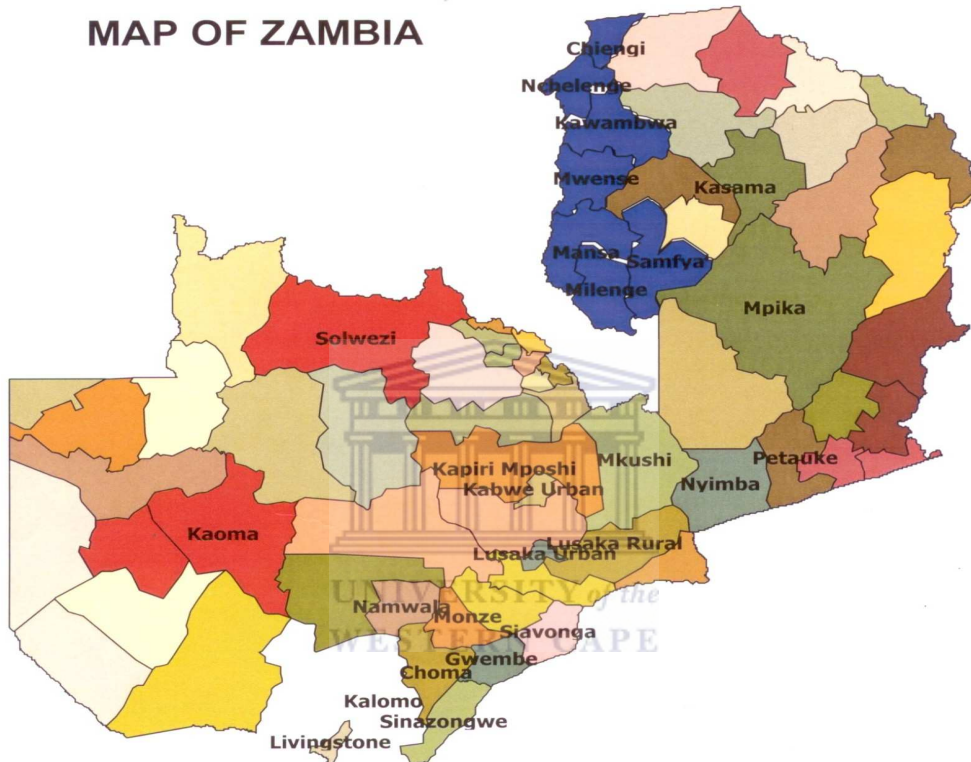 MAP OF ZAMBIA
Chiengi
Nchelenge
Kawambwa
Mwense
Kasama
Mansa
Samfya
Milenge
Mpika
Solwezi
Kapiri Mposhi
Mkushi
Petauke
Kabwe Urban
Nyimba
Kaoma
Lusaka Rural
Lusaka Urban
UNIVERSITY of the
Namwala
Monze
Siavonga
WESTERN CAPE
Gwembe
Choma
Kalomo
Sinazongwe
Livingstone